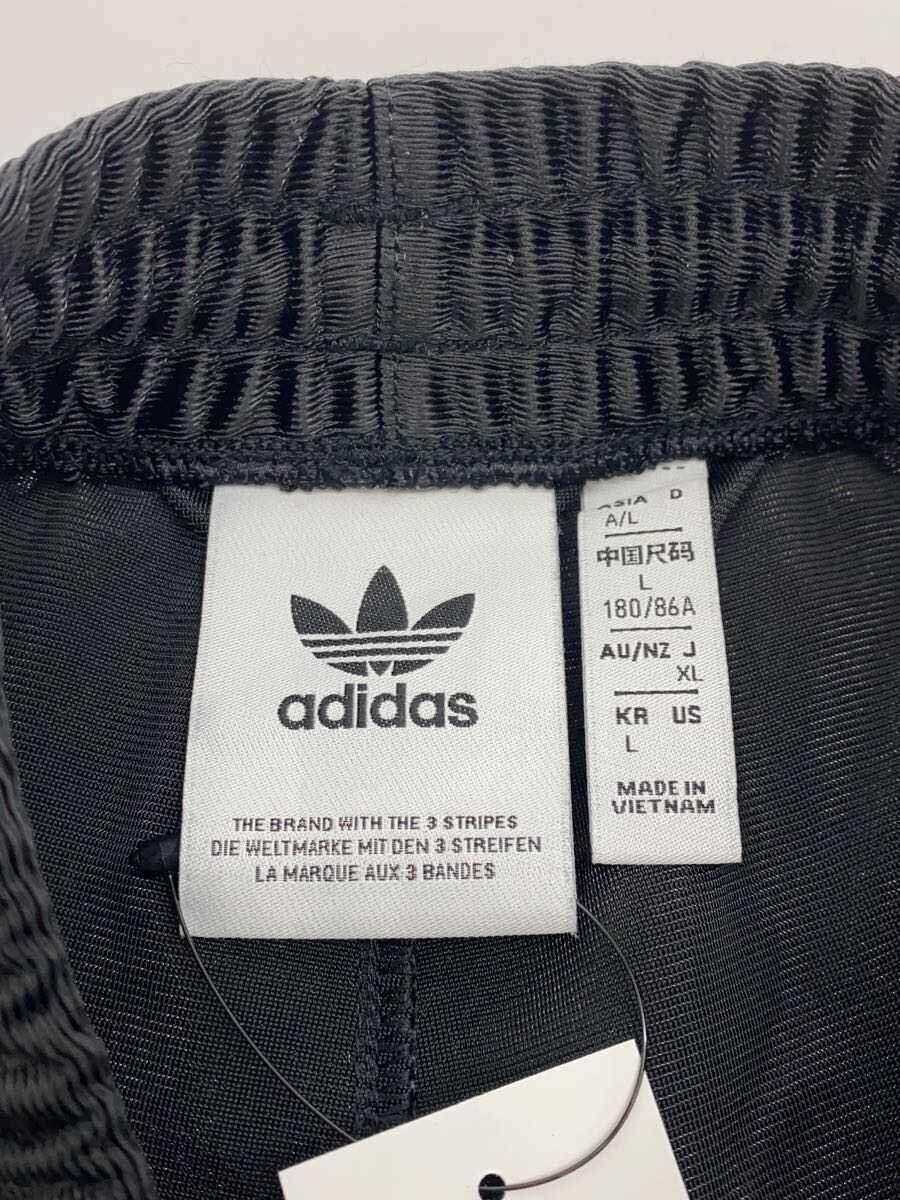 adidas
THE BRAND WITH THE 3 STRIPES
DIE WELTMARKE MIT DEN 3 STREIFEN
LA MARQUE AUX 3 BANDES
ASIA D
A/L
中国尺码
L
180/86A
AU/NZ J
XL
KR US
L
MADE IN
VIETNAM